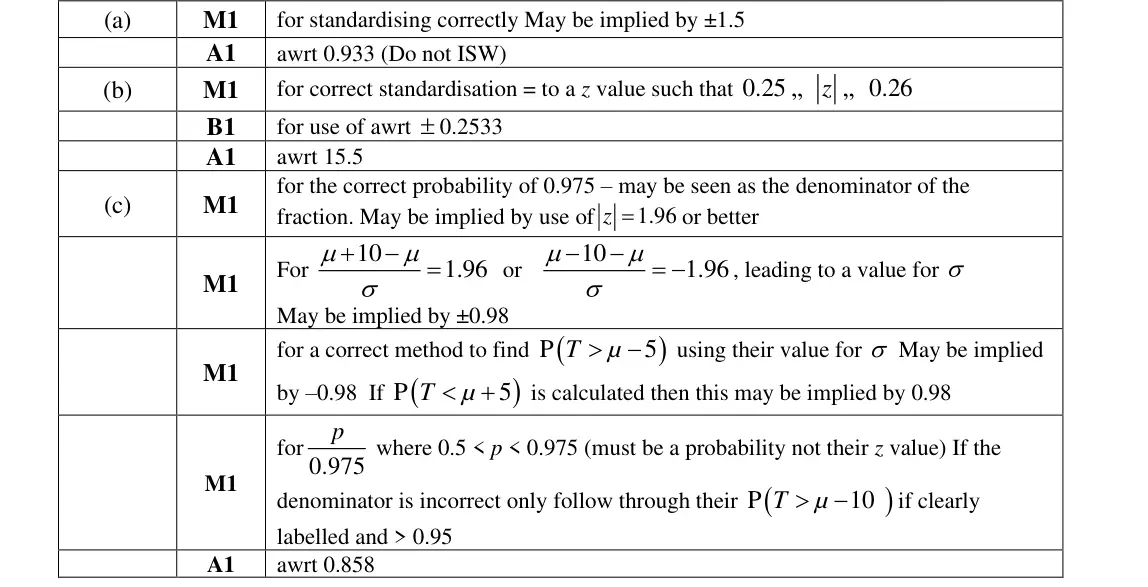 (a) M1 for standardising correctly May be implied by ±1.5
A1 awrt 0.933 (Do not ISW)
(b) M1 for correct standardisation = to a z value such that 0.25 ,, |z| ,, 0.26
B1 for use of awrt ± 0.2533
A1 awrt 15.5
(c) M1 for the correct probability of 0.975 – may be seen as the denominator of the
fraction. May be implied by use of |z| = 1.96 or better
M1 For (μ+10−μ)/σ = 1.96 or (μ−10−μ)/σ = −1.96, leading to a value for σ
May be implied by ±0.98
M1 for a correct method to find P(T > μ − 5) using their value for σ May be implied
by –0.98 If P(T < μ + 5) is calculated then this may be implied by 0.98
M1 for p/0.975 where 0.5 < p < 0.975 (must be a probability not their z value) If the
denominator is incorrect only follow through their P(T > μ − 10 ) if clearly
labelled and > 0.95
A1 awrt 0.858